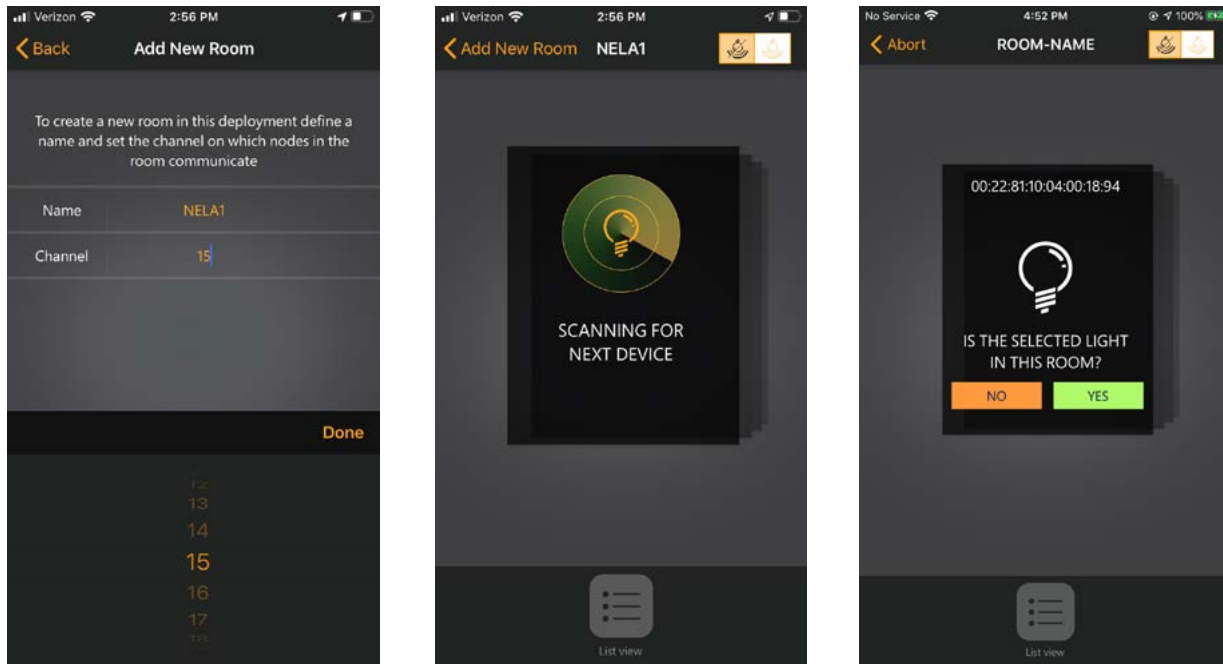 Verizon 2:56 PM
Back Add New Room
To create a new room in this deployment define a
name and set the channel on which nodes in the
room communicate
Name NELA1
Channel 15
Done
12
13
14
15
16
17
18
List view
Verizon 2:56 PM
Add New Room NELA1
SCANNING FOR
NEXT DEVICE
List view
No Service 4:52 PM 100%
Abort ROOM-NAME
00:22:81:10:04:00:18:94
IS THE SELECTED LIGHT
IN THIS ROOM?
NO YES